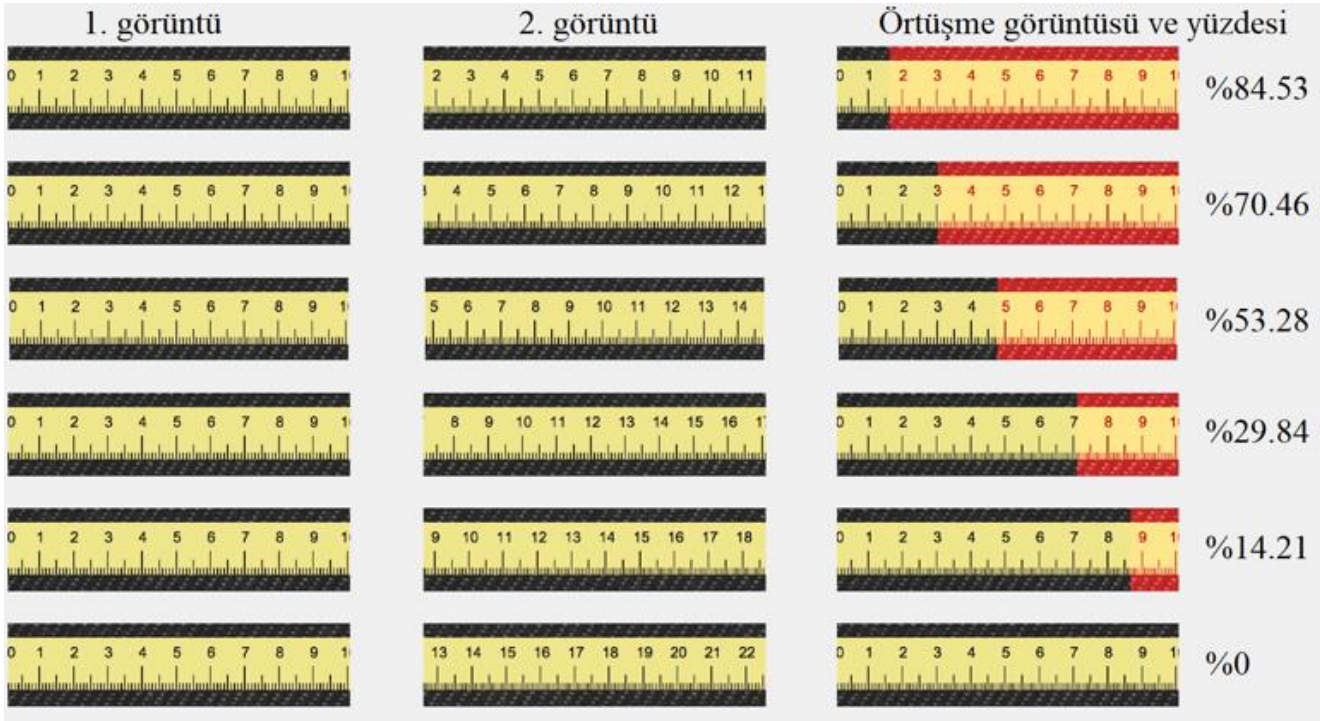 1. görüntü 2. görüntü Örtüşme görüntüsü ve yüzdesi
0 1 2 3 4 5 6 7 8 9 2 3 4 5 6 7 8 9 10 11 0 1 2 3 4 5 6 7 8 9 %84.53
0 1 2 3 4 5 6 7 8 9 4 5 6 7 8 9 10 11 12 0 1 2 3 4 5 6 7 8 9 %70.46
0 1 2 3 4 5 6 7 8 9 5 6 7 8 9 10 11 12 13 14 0 1 2 3 4 5 6 7 8 9 %53.28
0 1 2 3 4 5 6 7 8 9 8 9 10 11 12 13 14 15 16 0 1 2 3 4 5 6 7 8 9 %29.84
0 1 2 3 4 5 6 7 8 9 9 10 11 12 13 14 15 16 17 18 0 1 2 3 4 5 6 7 8 9 %14.21
0 1 2 3 4 5 6 7 8 9 13 14 15 16 17 18 19 20 21 22 0 1 2 3 4 5 6 7 8 9 %0